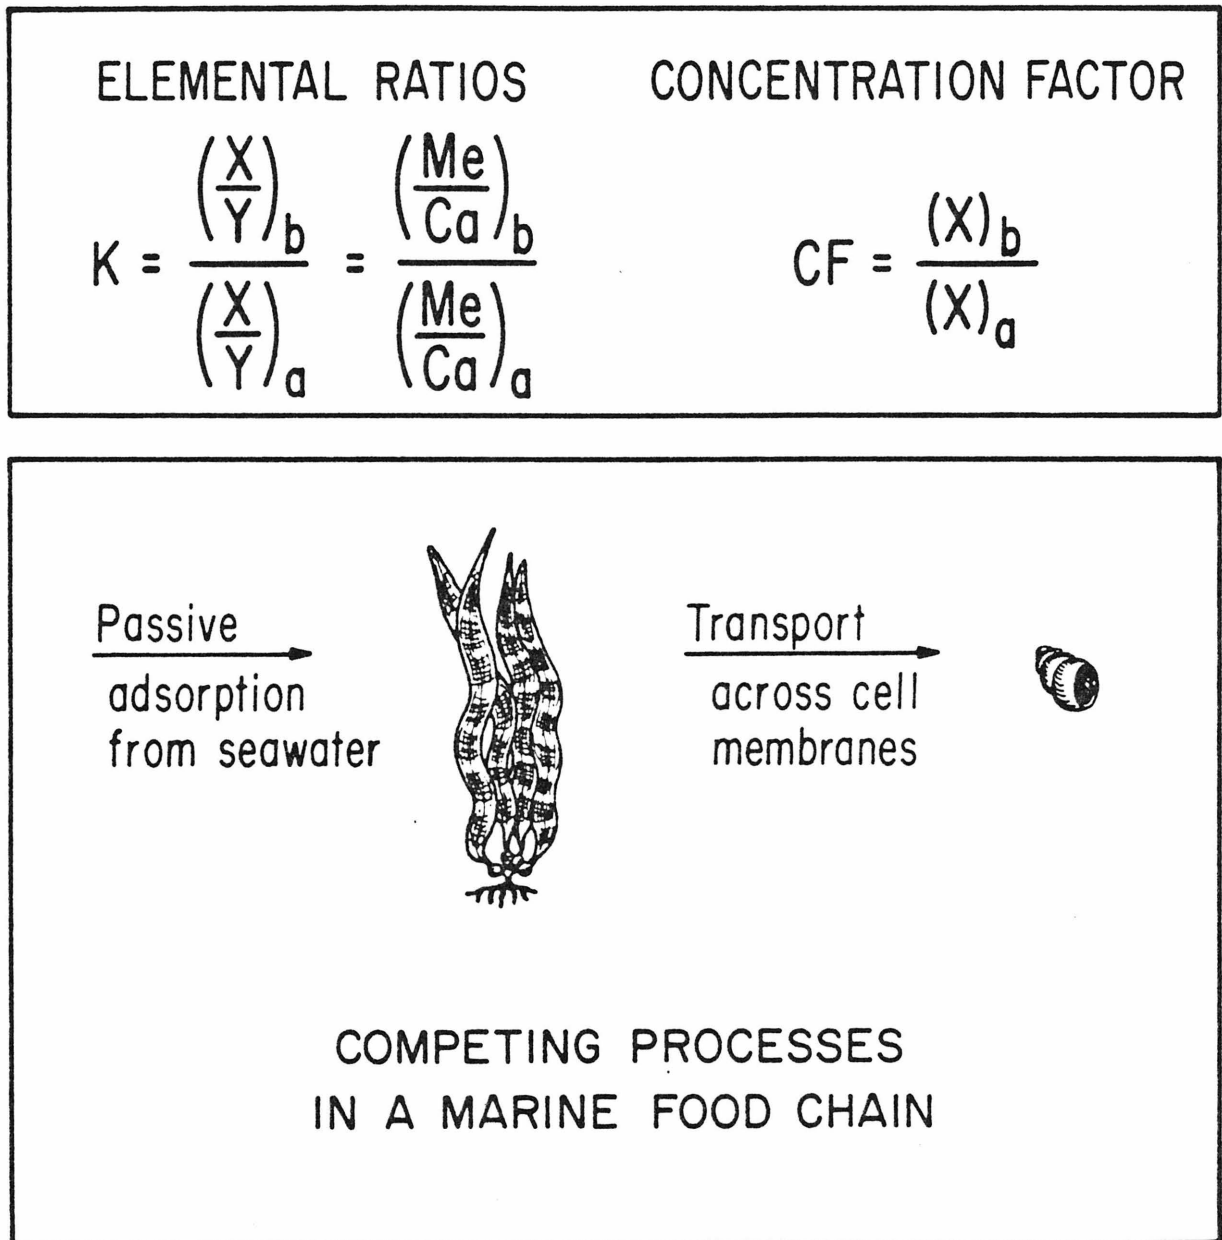 ELEMENTAL RATIOS
K = (X/Y)b / (X/Y)a = (Me/Ca)b / (Me/Ca)a
CONCENTRATION FACTOR
CF = (X)b / (X)a
Passive
adsorption
from seawater
Transport
across cell
membranes
COMPETING PROCESSES
IN A MARINE FOOD CHAIN